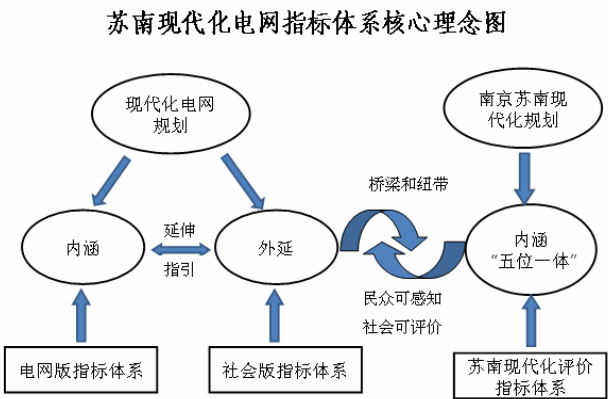 苏南现代化电网指标体系核心理念图
现代化电网
规划
南京苏南现
代化规划
桥梁和纽带
内涵
延伸
指引
外延
内涵
“五位一体”
民众可感知
社会可评价
电网版指标体系
社会版指标体系
苏南现代化评价
指标体系